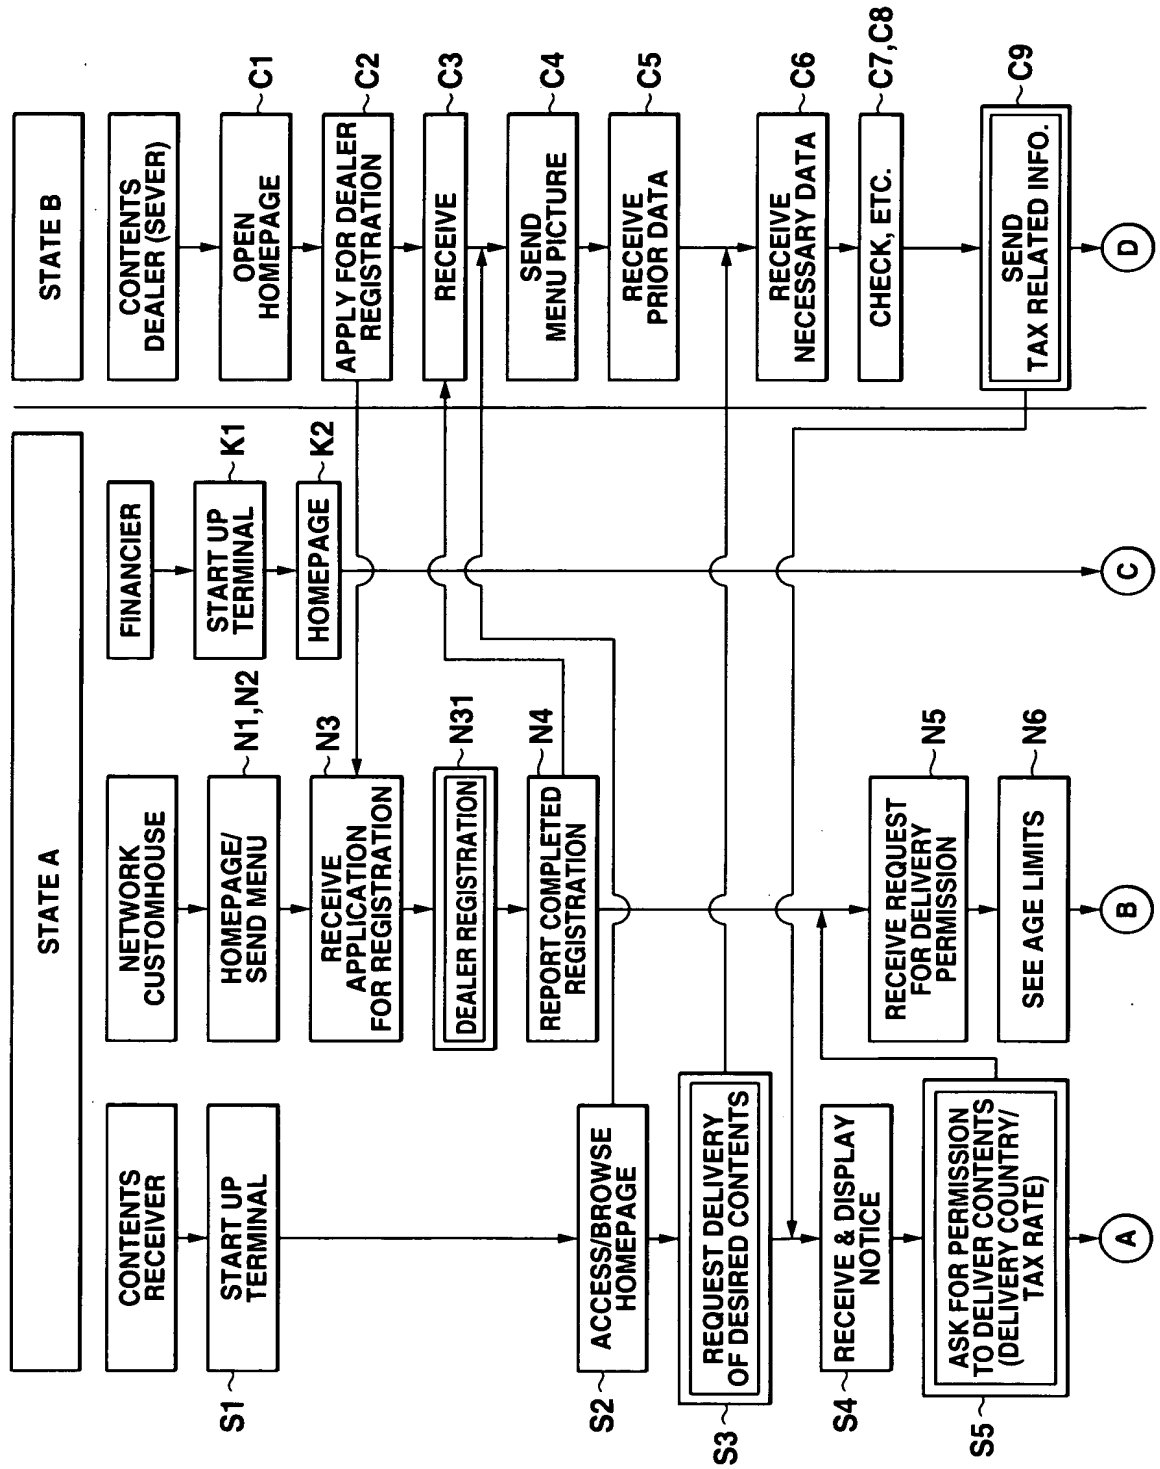 STATE A
STATE B
CONTENTS
RECEIVER
S1
START UP
TERMINAL
S2
ACCESS/BROWSE
HOMEPAGE
S3
REQUEST DELIVERY
OF DESIRED CONTENTS
S4
RECEIVE & DISPLAY
NOTICE
S5
ASK FOR PERMISSION
TO DELIVER CONTENTS
(DELIVERY COUNTRY/
TAX RATE)
A
NETWORK
CUSTOMHOUSE
HOMEPAGE/
SEND MENU
N1,N2
RECEIVE
APPLICATION
FOR REGISTRATION
N3
DEALER REGISTRATION
N31
REPORT COMPLETED
REGISTRATION
N4
RECEIVE REQUEST
FOR DELIVERY
PERMISSION
N5
SEE AGE LIMITS
N6
B
FINANCIER
START UP
TERMINAL
K1
HOMEPAGE
K2
C
CONTENTS
DEALER (SEVER)
OPEN
HOMEPAGE
C1
APPLY FOR DEALER
REGISTRATION
C2
RECEIVE
C3
SEND
MENU PICTURE
C4
RECEIVE
PRIOR DATA
C5
RECEIVE
NECESSARY DATA
C6
CHECK, ETC.
C7,C8
SEND
TAX RELATED INFO.
C9
D